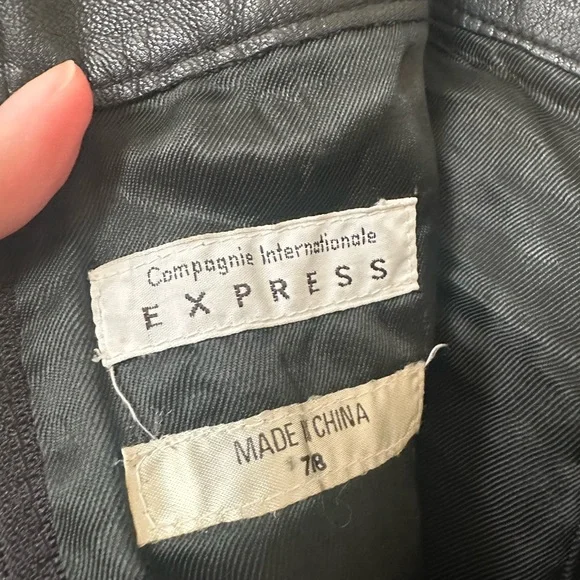 Compagnie Internationale
EXPRESS
MADE IN CHINA
7/8